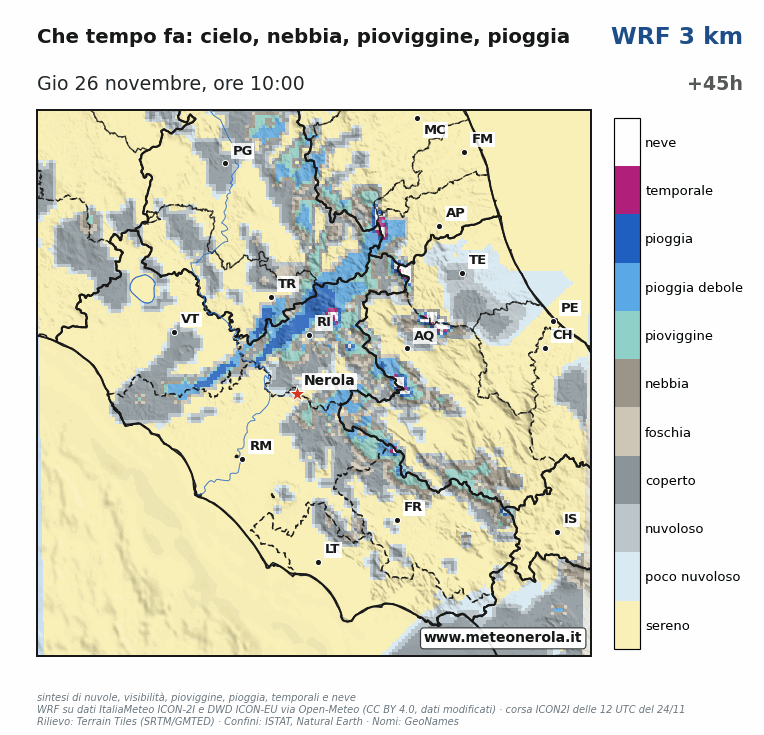 Che tempo fa: cielo, nebbia, pioviggine, pioggia
WRF 3 km
Gio 26 novembre, ore 10:00
+45h
MC
FM
PG
AP
TE
TR
PE
VT
RI
AQ
CH
Nerola
RM
FR
IS
LT
www.meteonerola.it
neve
temporale
pioggia
pioggia debole
pioviggine
nebbia
foschia
coperto
nuvoloso
poco nuvoloso
sereno
sintesi di nuvole, visibilità, pioviggine, pioggia, temporali e neve
WRF su dati ItaliaMeteo ICON-2I e DWD ICON-EU via Open-Meteo (CC BY 4.0, dati modificati) · corsa ICON2I delle 12 UTC del 24/11
Rilievo: Terrain Tiles (SRTM/GMTED) · Confini: ISTAT, Natural Earth · Nomi: GeoNames